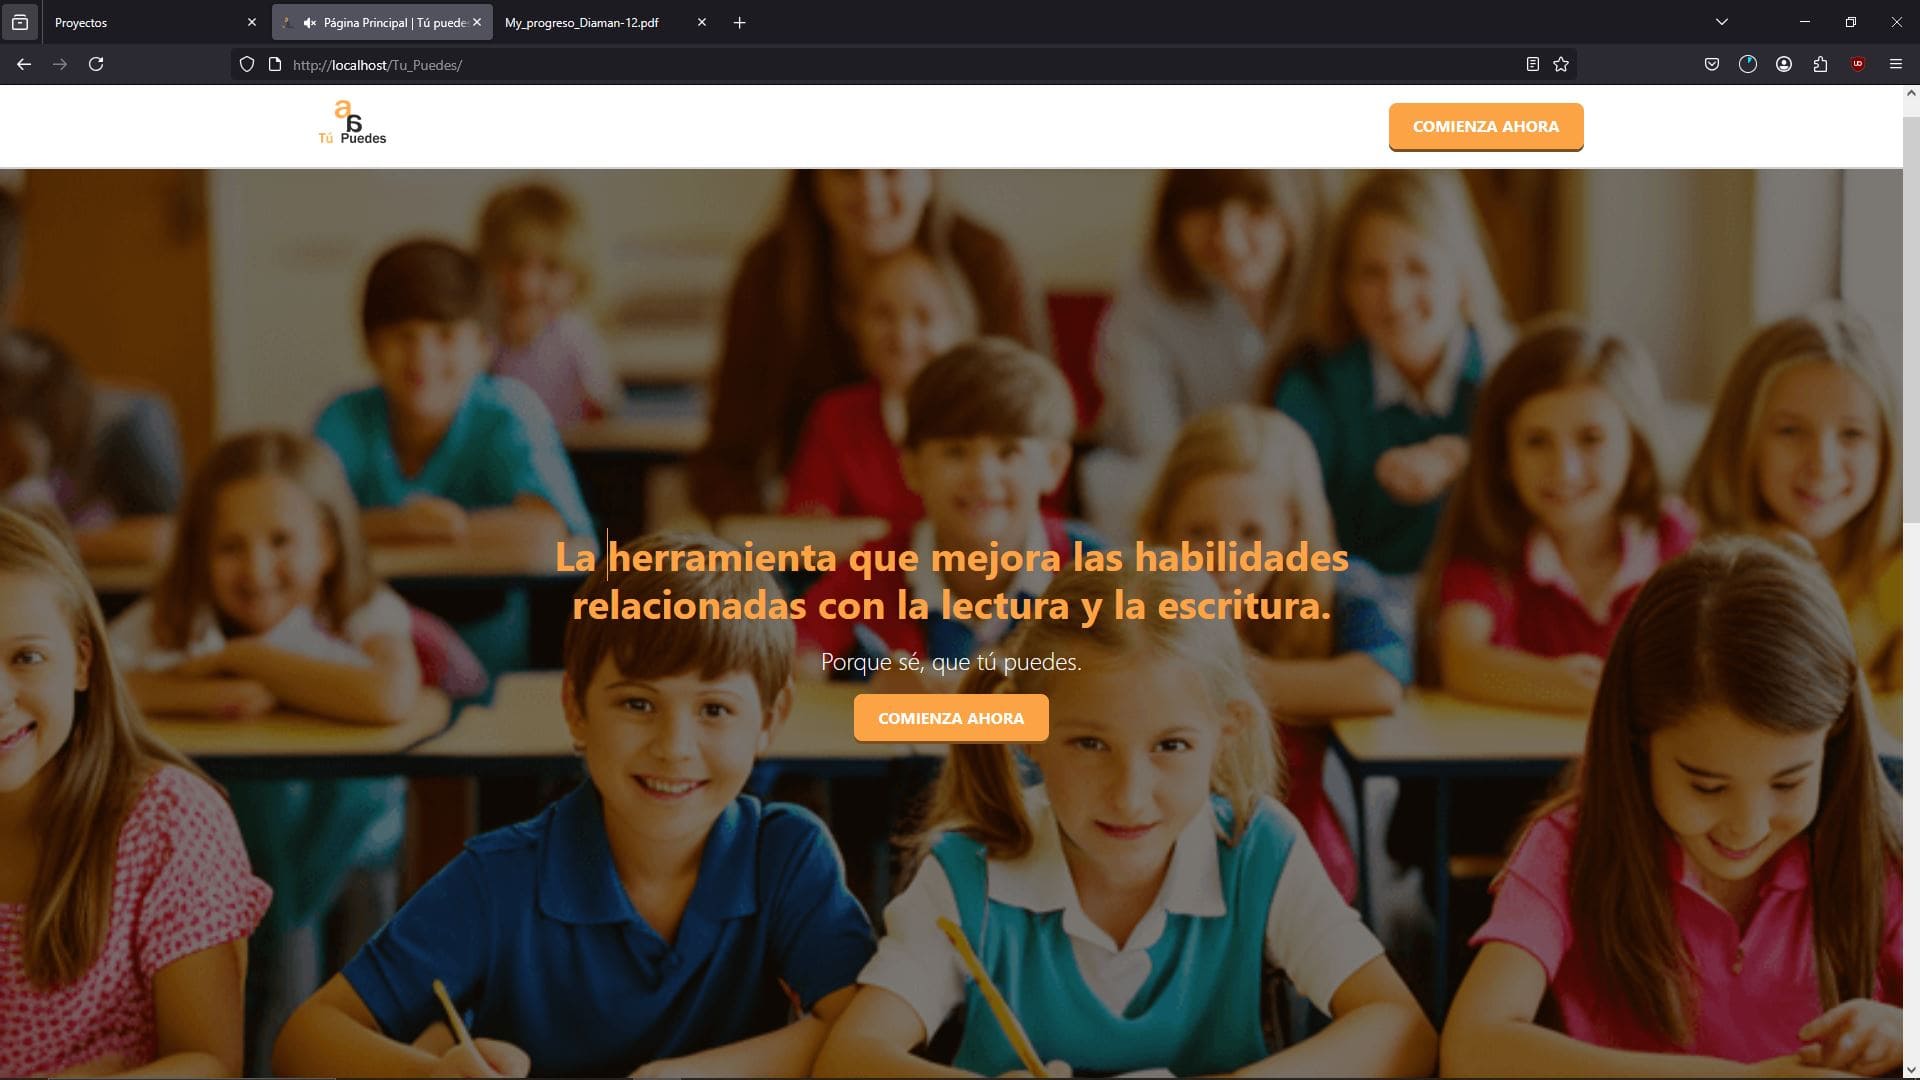 Proyectos
Página Principal | Tú puede
My_progreso_Diaman-12.pdf
http://localhost/Tu_Puedes/
a
a
Tú Puedes
COMIENZA AHORA
La herramienta que mejora las habilidades
relacionadas con la lectura y la escritura.
Porque sé, que tú puedes.
COMIENZA AHORA